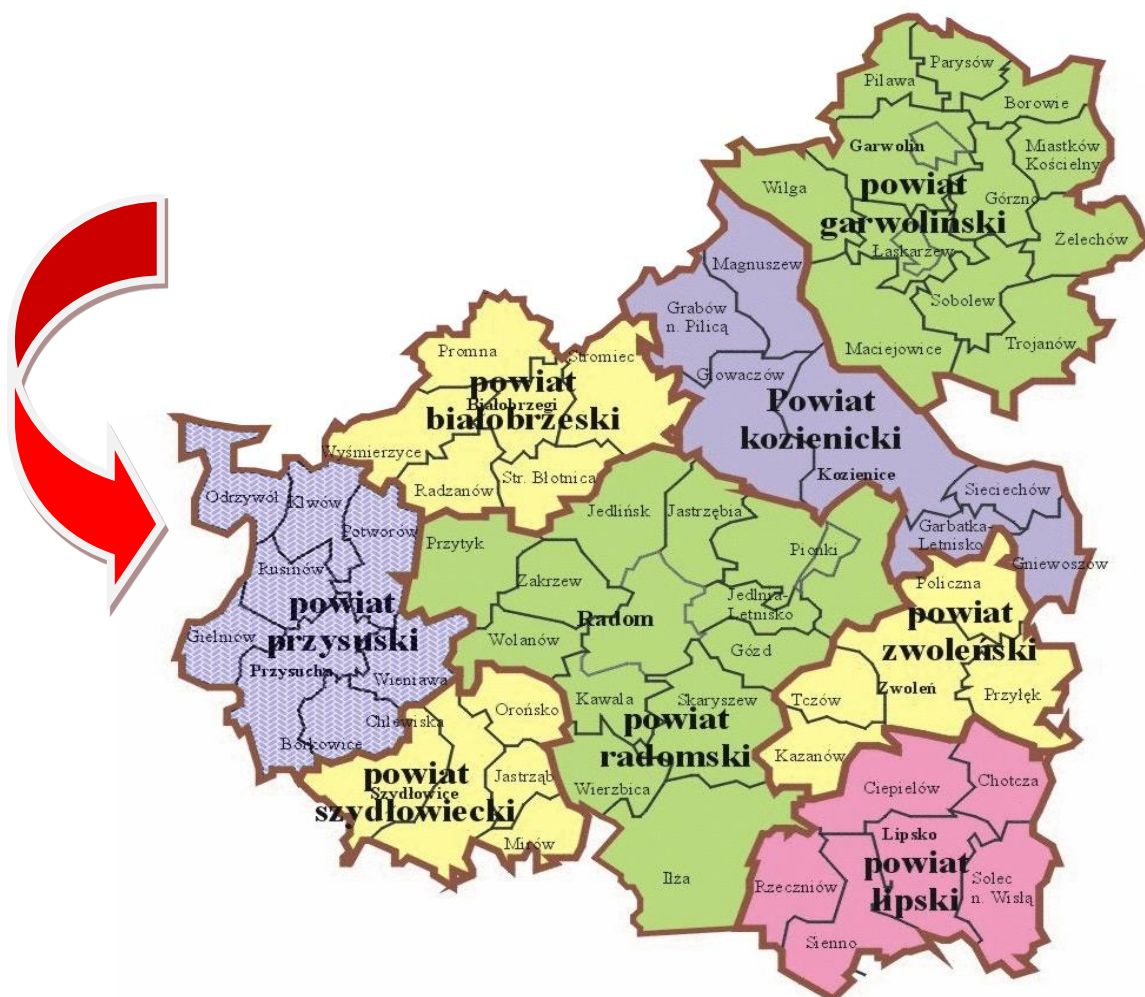 Parysów
Pilawa
Borowie
Garwolin
Miastków
Kościelny
Wilga
powiat
garwoliński
Górzno
Łaskarzew
Żelechów
Sobolew
Maciejowice
Trojanów
Magnuszew
Grabów
n. Pilicą
Głowaczów
Powiat
kozienicki
Kozienice
Sieciechów
Garbatka-
Letnisko
Gniewoszów
Promna
Stromiec
powiat
Białobrzegi
białobrzeski
Wyśmierzyce
Radzanów
Str. Błotnica
Odrzywół
Klwów
Potworów
Rusinów
powiat
przysuski
Gielniów
Przysucha
Wieniawa
Chlewiska
Borkowice
Przytyk
Jedlińsk
Jastrzębia
Pionki
Zakrzew
Jedlnia-
Letnisko
Radom
Wolanów
Gózd
Kawala
Skaryszew
powiat
radomski
Wierzbica
Iłża
Policzna
powiat
zwoleński
Zwoleń
Przyłęk
Tczów
Kazanów
Orońsko
powiat
Szydłowice
szydłowiecki
Jastrząb
Mirów
Ciepielów
Chotcza
Lipsko
powiat
lipski
Rzeczniów
Solec
n. Wisłą
Sienno